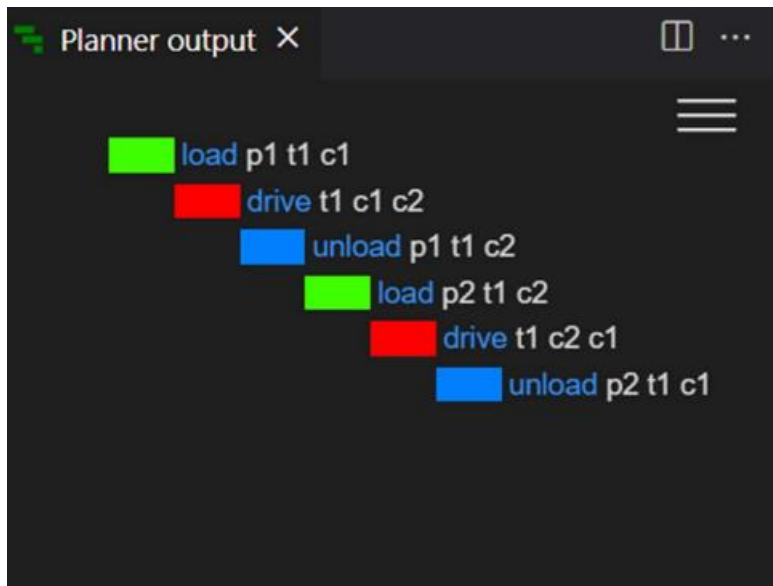 Planner output
load p1 t1 c1
drive t1 c1 c2
unload p1 t1 c2
load p2 t1 c2
drive t1 c2 c1
unload p2 t1 c1